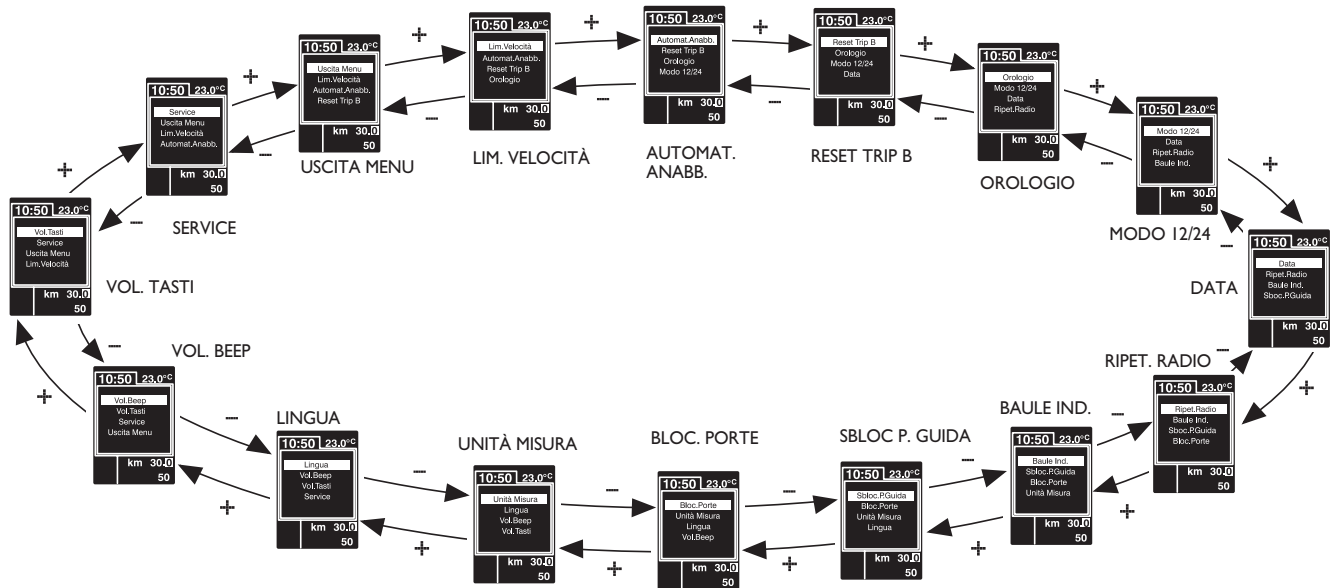 10:50 23.0°C
Service
Uscita Menu
Lim.Velocità
Automat.Anabb.
km 30.0
50
SERVICE
10:50 23.0°C
Uscita Menu
Lim.Velocità
Automat.Anabb.
Reset Trip B
km 30.0
50
USCITA MENU
10:50 23.0°C
Lim.Velocità
Automat.Anabb.
Reset Trip B
Orologio
km 30.0
50
LIM. VELOCITÀ
10:50 23.0°C
Automat.Anabb.
Reset Trip B
Orologio
Modo 12/24
km 30.0
50
AUTOMAT.
ANABB.
10:50 23.0°C
Reset Trip B
Orologio
Modo 12/24
Data
km 30.0
50
RESET TRIP B
10:50 23.0°C
Orologio
Modo 12/24
Data
Ripet.Radio
km 30.0
50
OROLOGIO
10:50 23.0°C
Modo 12/24
Data
Ripet.Radio
Baule Ind.
km 30.0
50
MODO 12/24
10:50 23.0°C
Data
Ripet.Radio
Baule Ind.
Sboc.P.Guida
km 30.0
50
DATA
10:50 23.0°C
Ripet.Radio
Baule Ind.
Sboc.P.Guida
Bloc.Porte
km 30.0
50
RIPET. RADIO
10:50 23.0°C
Baule Ind.
Sbloc.P.Guida
Bloc.Porte
Unità Misura
km 30.0
50
BAULE IND.
10:50 23.0°C
Sbloc.P.Guida
Bloc.Porte
Unità Misura
Lingua
km 30.0
50
SBLOC P. GUIDA
10:50 23.0°C
Bloc.Porte
Unità Misura
Lingua
Vol.Beep
km 30.0
50
BLOC. PORTE
10:50 23.0°C
Unità Misura
Lingua
Vol.Beep
Vol.Tasti
km 30.0
50
UNITÀ MISURA
10:50 23.0°C
Lingua
Vol.Beep
Vol.Tasti
Service
km 30.0
50
LINGUA
10:50 23.0°C
Vol.Beep
Vol.Tasti
Service
Uscita Menu
km 30.0
50
VOL. BEEP
10:50 23.0°C
Vol.Tasti
Service
Uscita Menu
Lim.Velocità
km 30.0
50
VOL. TASTI